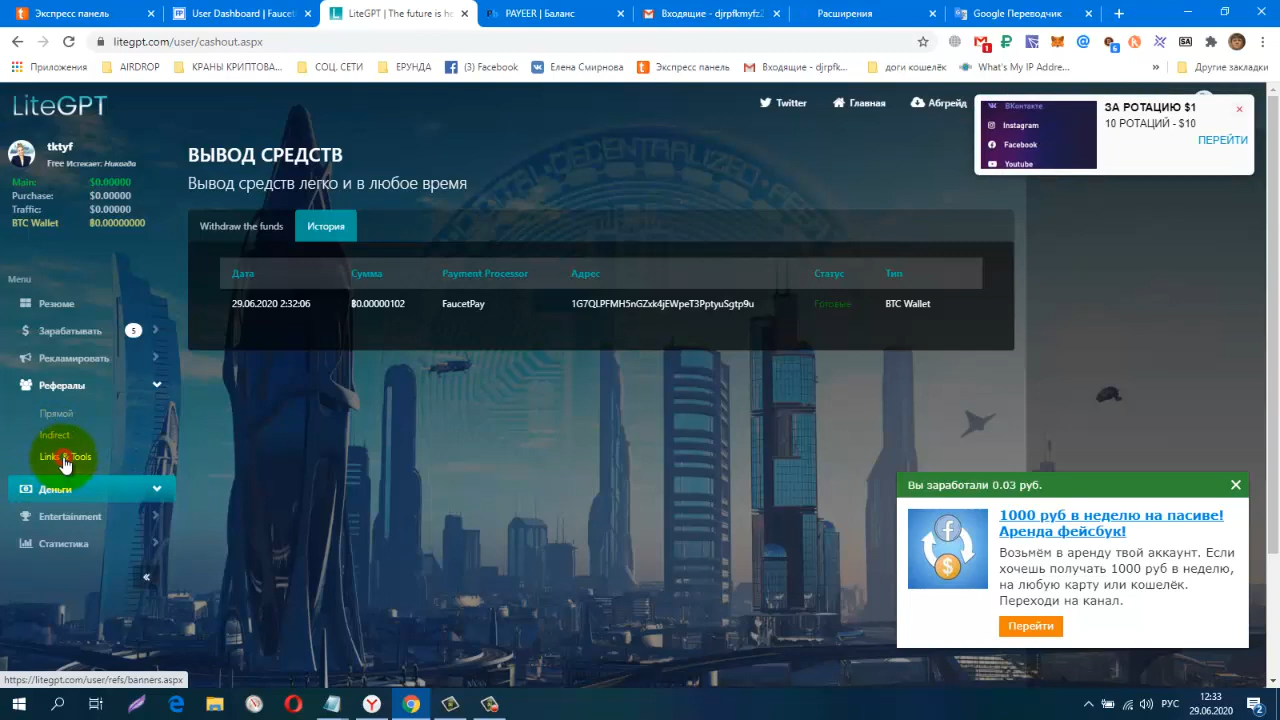 Экспресс панель
User Dashboard | Faucet
LiteGPT | The future is he
PAYEER | Баланс
Входящие - djrpfkmyfz.
Расширения
Google Переводчик
litegpt.com/user/cashout.aspx
1
6
Приложения
AIRDROP
КРАНЫ КРИПТОВА...
СОЦ. СЕТИ
ЕРУНДА
(3) Facebook
Елена Смирнова
Экспресс панель
Входящие - djrpfk...
доги кошелёк
What's My IP Addre...
»
Другие закладки
LiteGPT
Twitter
Главная
Абгрейд
ВКонтакте
Instagram
Facebook
Youtube
ЗА РОТАЦИЮ $1
10 РОТАЦИЙ - $10
ПЕРЕЙТИ
tktyf
Free Истекает: Никогда
Main: $0.00000
Purchase: $0.00000
Traffic: $0.00000
BTC Wallet ฿0.00000000
ВЫВОД СРЕДСТВ
Вывод средств легко и в любое время
Withdraw the funds
История
Дата Сумма Payment Processor Адрес Статус Тип
29.06.2020 2:32:06 ฿0.00000102 FaucetPay 1G7QLPFMH5nGZxk4jEWpeT3PptyuSgtp9u Готовые BTC Wallet
Menu
Резюме
Зарабатывать 5
Рекламировать
Рефералы
Прямой
Indirect
Links & Tools
Деньги
Entertainment
Статистика
«
Вы заработали 0.03 руб.
1000 руб в неделю на пасиве!
Аренда фейсбук!
Возьмём в аренду твой аккаунт. Если
хочешь получать 1000 руб в неделю,
на любую карту или кошелёк.
Переходи на канал.
Перейти
https://litegpt.com/user/refs/banners.aspx
РУС
12:33
29.06.2020
2